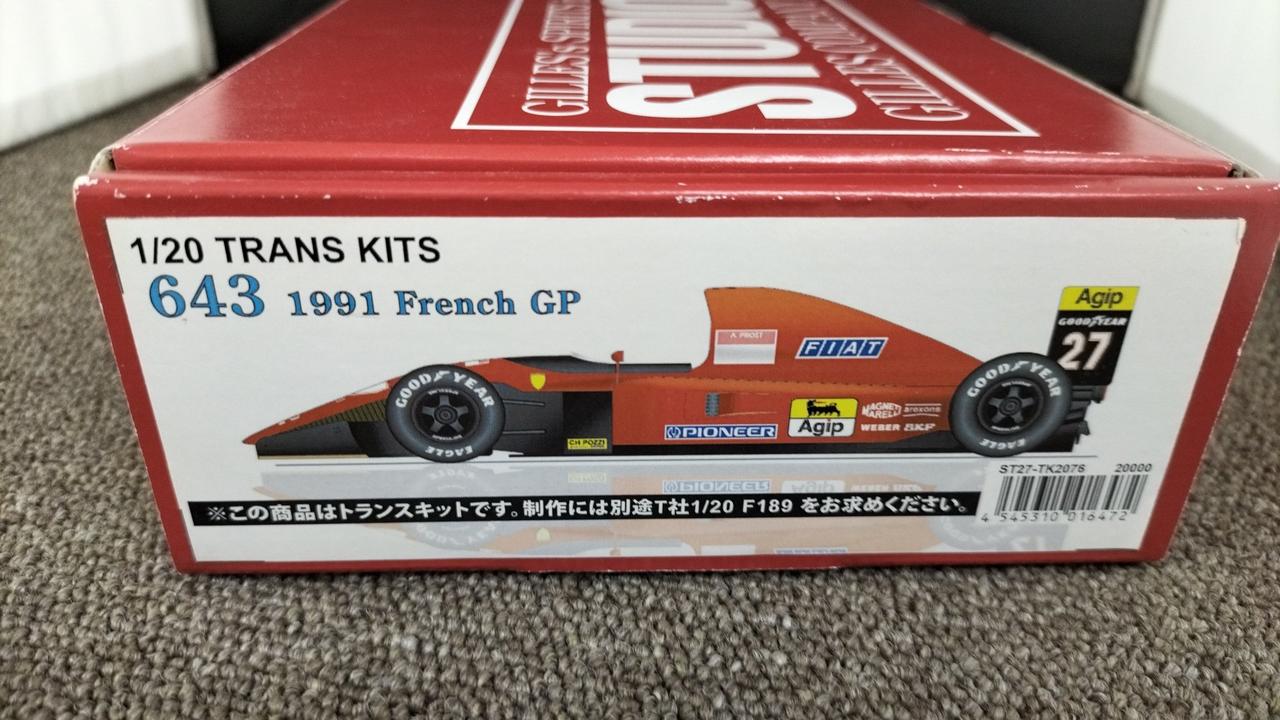 STUDIO
1/20 TRANS KITS
643 1991 French GP
Agip
GOODYEAR
27
A. PROST
FIAT
GOODYEAR
EAGLE
GOODYEAR
EAGLE
CH POZZI
PIONEER
Agip
MAGNETI MARELLI
arexons
WEBER SKF
ST27-TK2076 20000
※この商品はトランスキットです。制作には別途T社1/20 F189 をお求めください。
4 545310 016472